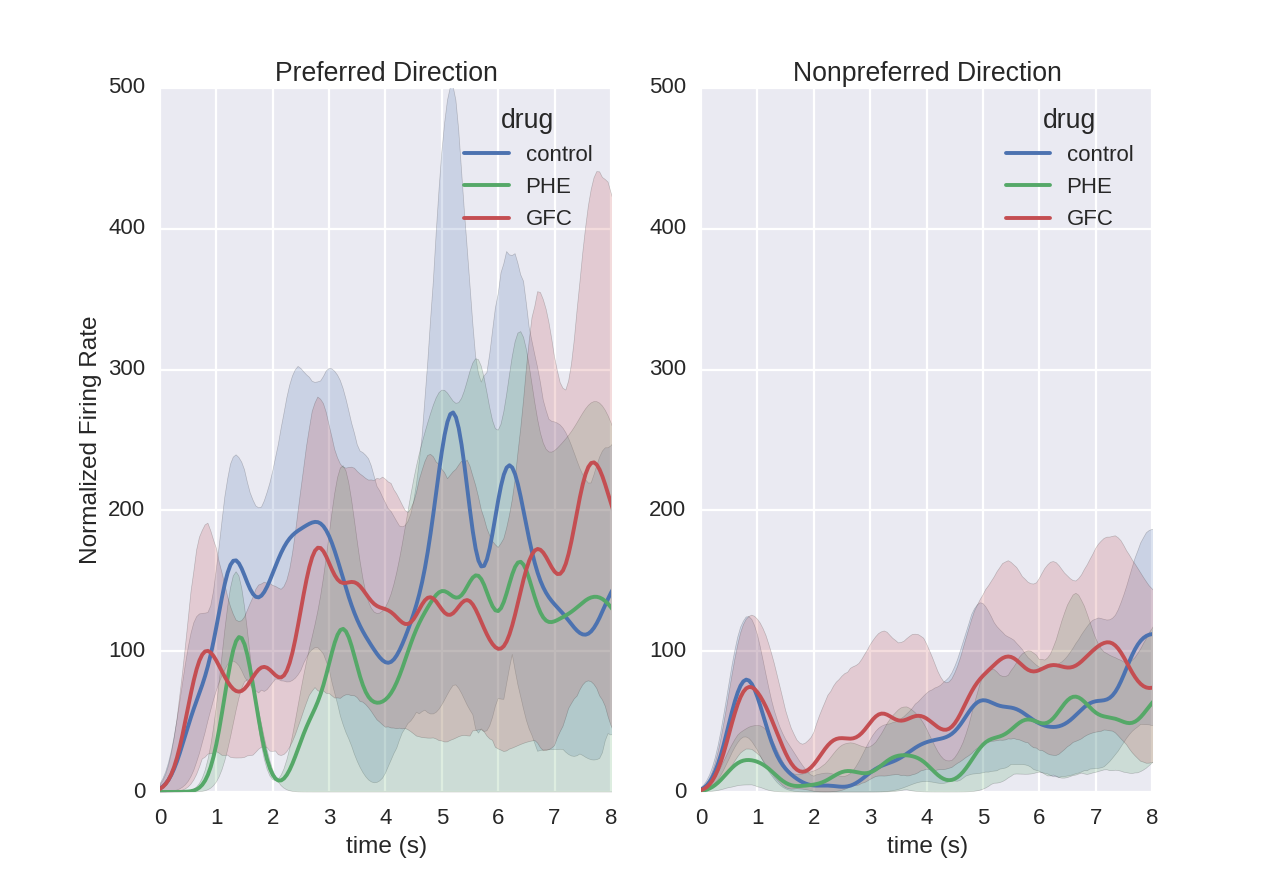 Preferred Direction
Normalized Firing Rate
500
400
300
200
100
0
drug
control
PHE
GFC
0 1 2 3 4 5 6 7 8
time (s)
Nonpreferred Direction
500
400
300
200
100
0
drug
control
PHE
GFC
0 1 2 3 4 5 6 7 8
time (s)